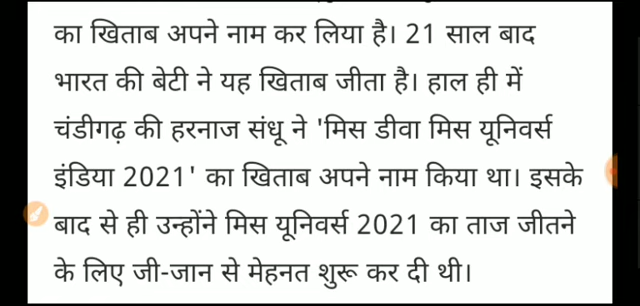 का खिताब अपने नाम कर लिया है। 21 साल बाद
भारत की बेटी ने यह खिताब जीता है। हाल ही में
चंडीगढ़ की हरनाज संधू ने 'मिस डीवा मिस यूनिवर्स
इंडिया 2021' का खिताब अपने नाम किया था। इसके
बाद से ही उन्होंने मिस यूनिवर्स 2021 का ताज जीतने
के लिए जी-जान से मेहनत शुरू कर दी थी।